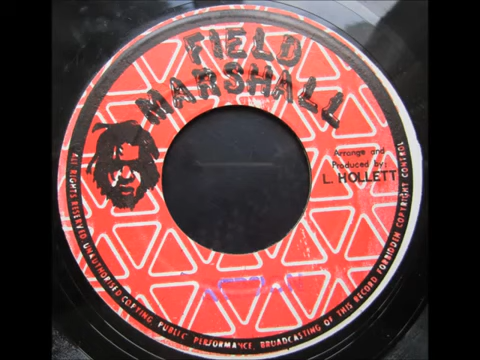 FIELD
MARSHALL
Arrange and
Produced by:
L. HOLLETT
ALL RIGHTS RESERVED UNAUTHORISED COPYING, PUBLIC PERFORMANCE, BROADCASTING OF THIS RECORD FORBIDDEN COPYRIGHT CONTROL